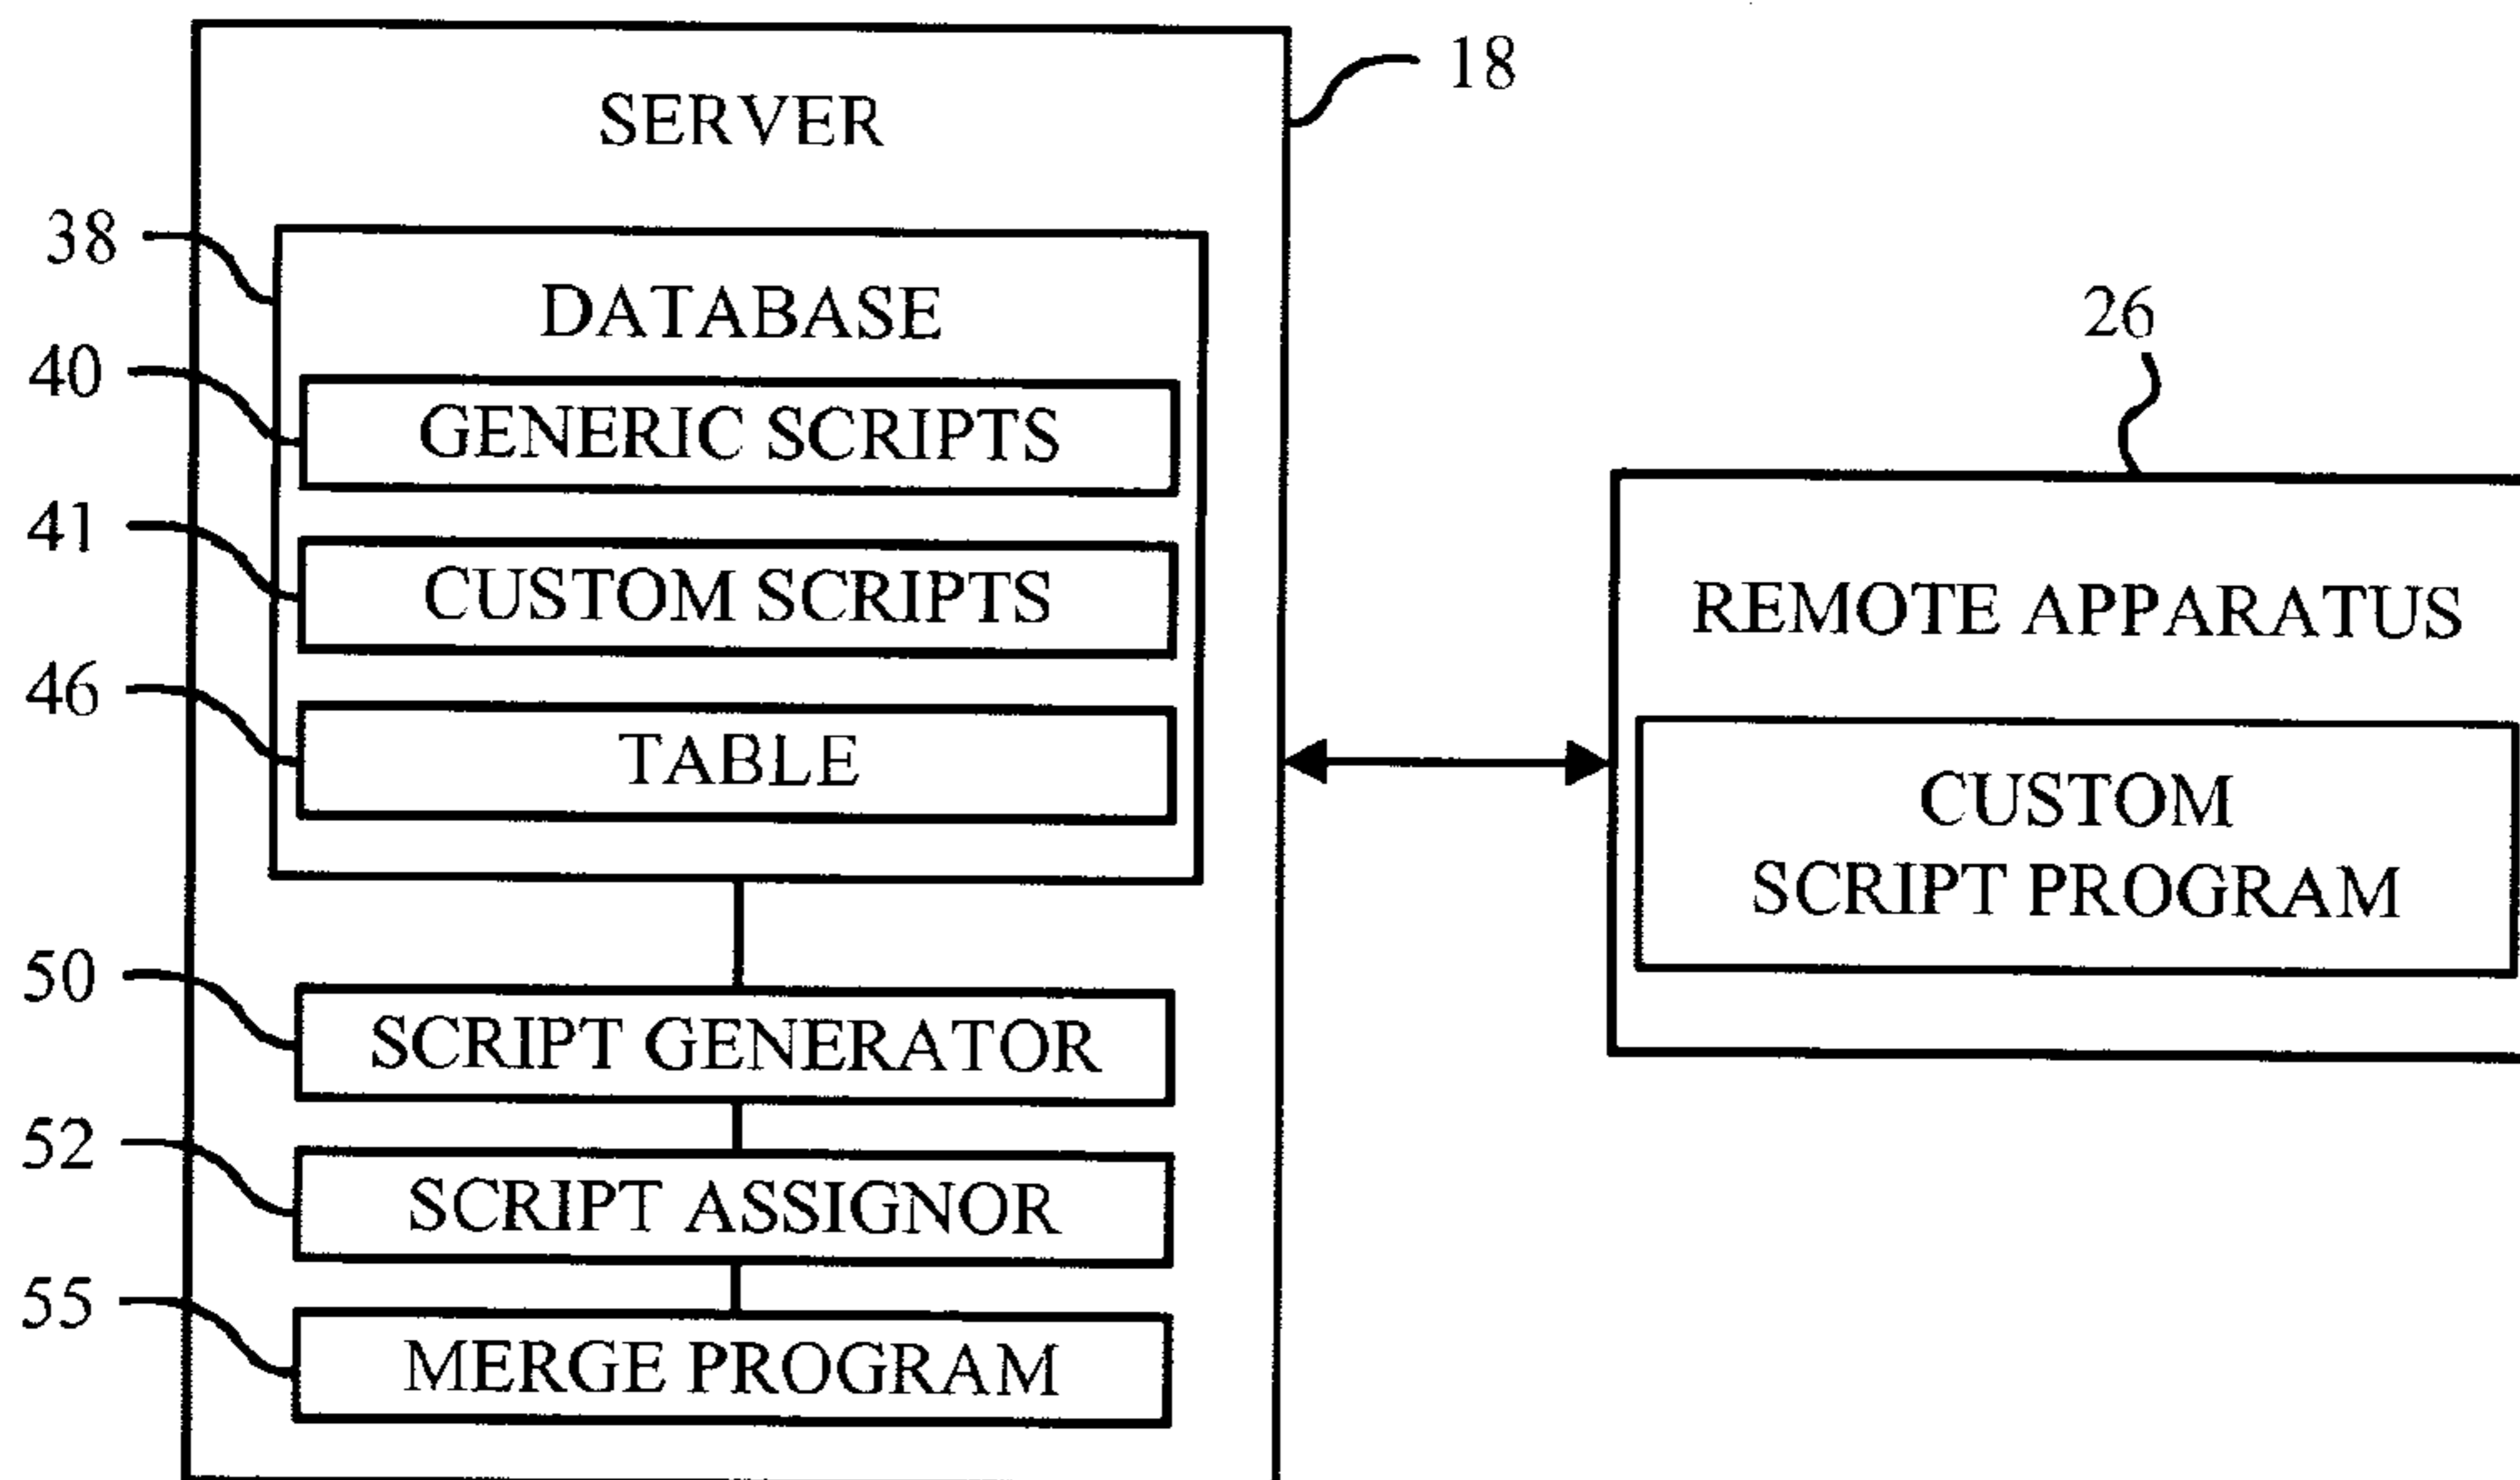 18
SERVER
38
DATABASE
40
GENERIC SCRIPTS
41
CUSTOM SCRIPTS
46
TABLE
50
SCRIPT GENERATOR
52
SCRIPT ASSIGNOR
55
MERGE PROGRAM
26
REMOTE APPARATUS
CUSTOM
SCRIPT PROGRAM